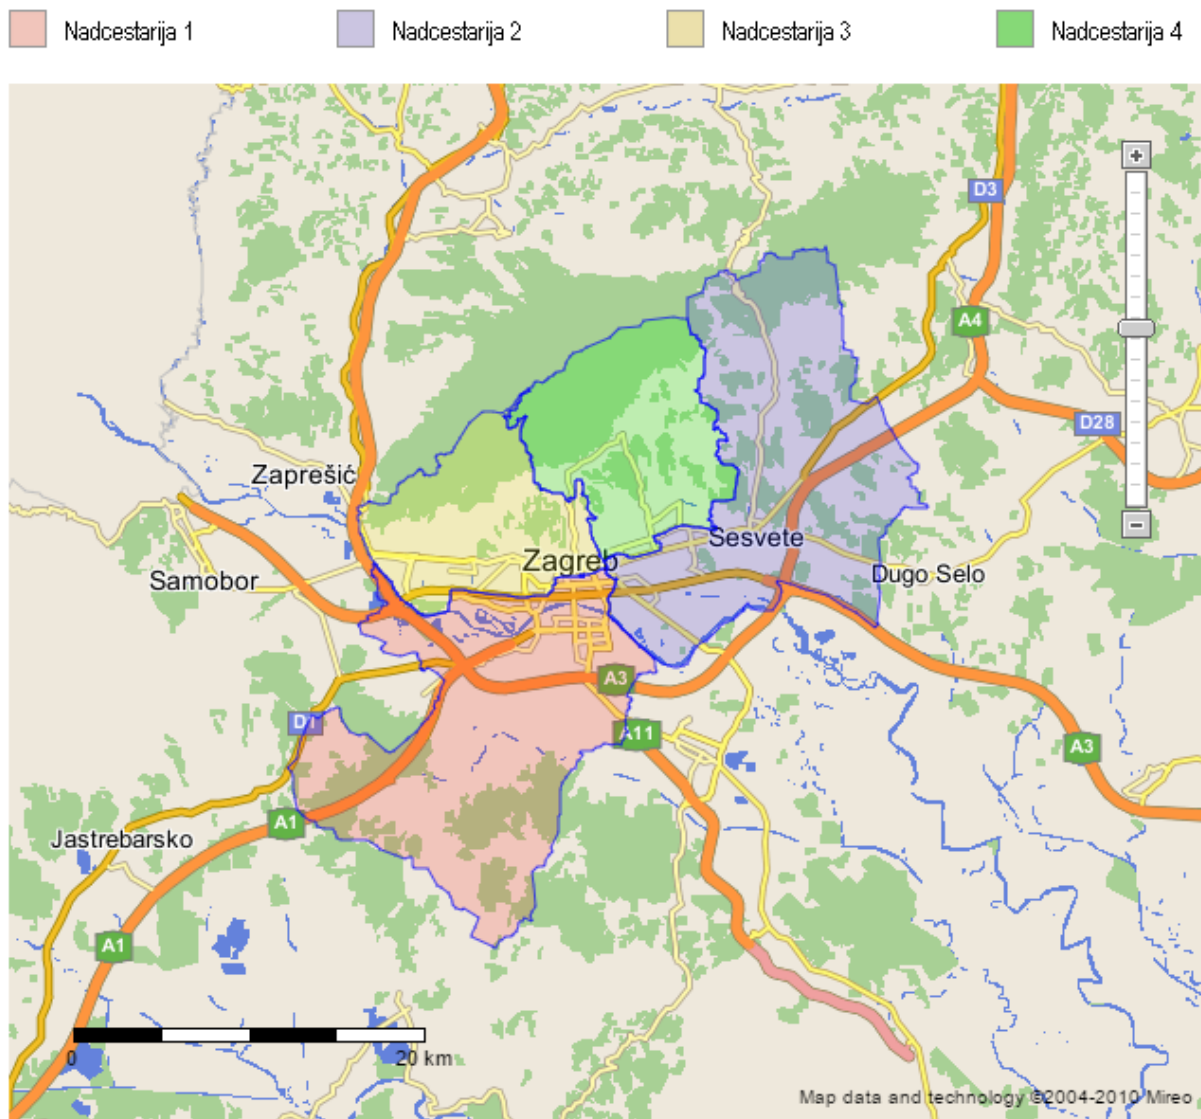 Nadcestarija 1
Nadcestarija 2
Nadcestarija 3
Nadcestarija 4
+
D3
A4
D28
Zaprešić
Sesvete
Zagreb
Samobor
Dugo Selo
−
A3
D1
A11
A3
A1
Jastrebarsko
A1
0
20 km
Map data and technology ©2004-2010 Mireo